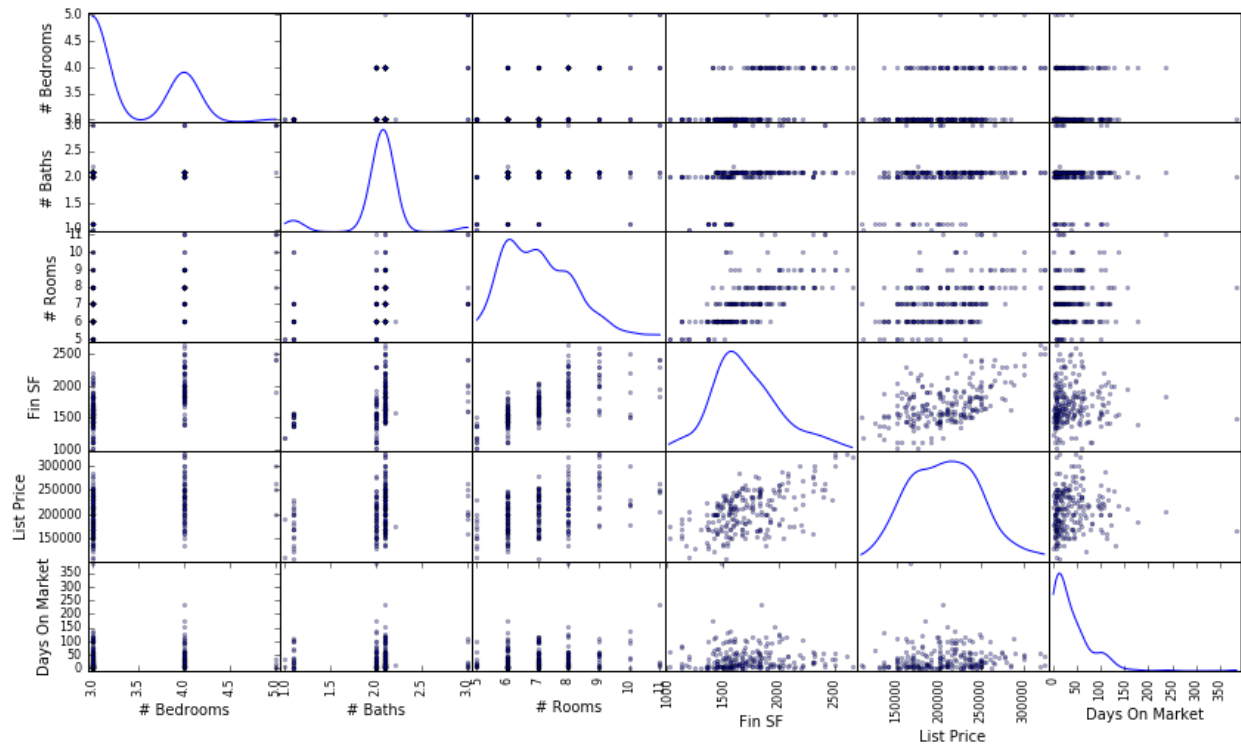 # Bedrooms
5.0
4.5
4.0
3.5
3.0
# Baths
3.0
2.5
2.0
1.5
1.0
# Rooms
11
10
9
8
7
6
5
Fin SF
2500
2000
1500
1000
List Price
300000
250000
200000
150000
Days On Market
350
300
250
200
150
100
50
0
3.0 3.5 4.0 4.5 5.0
# Bedrooms
1.0 1.5 2.0 2.5 3.0
# Baths
5 6 7 8 9 10 11
# Rooms
1000 1500 2000 2500
Fin SF
150000 200000 250000 300000
List Price
0 50 100 150 200 250 300 350
Days On Market